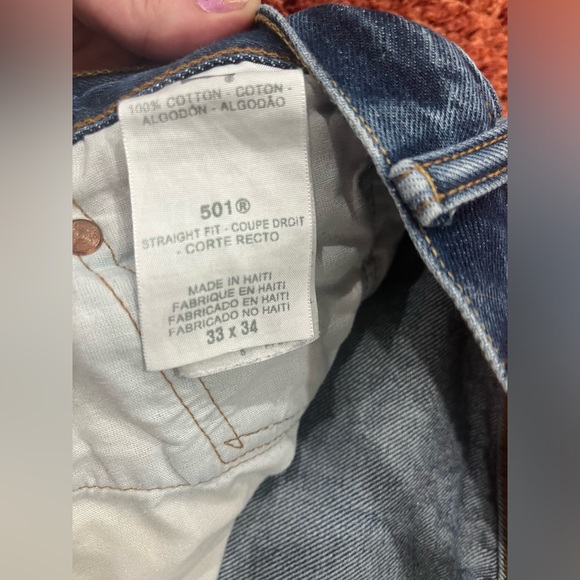 100% COTTON - COTON -
ALGODÓN - ALGODÃO
501®
STRAIGHT FIT - COUPE DROIT
- CORTE RECTO
MADE IN HAITI
FABRIQUE EN HAITI
FABRICADO EN HAITI
FABRICADO NO HAITI
33 x 34